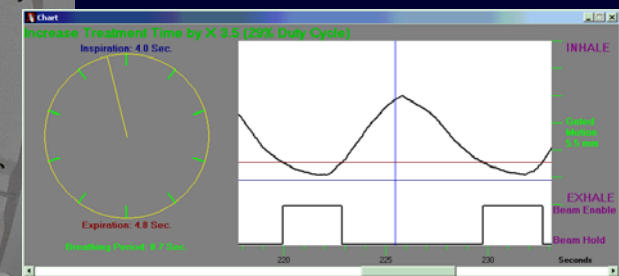 Chart
Increase Treatment Time by X 3.5 (29% Duty Cycle)
Inspiration: 4.0 Sec.
INHALE
Gated
Motion
5.5 mm
EXHALE
Beam Enable
Expiration: 4.8 Sec.
Breathing Period: 8.7 Sec.
Beam Hold
220
225
230
Seconds